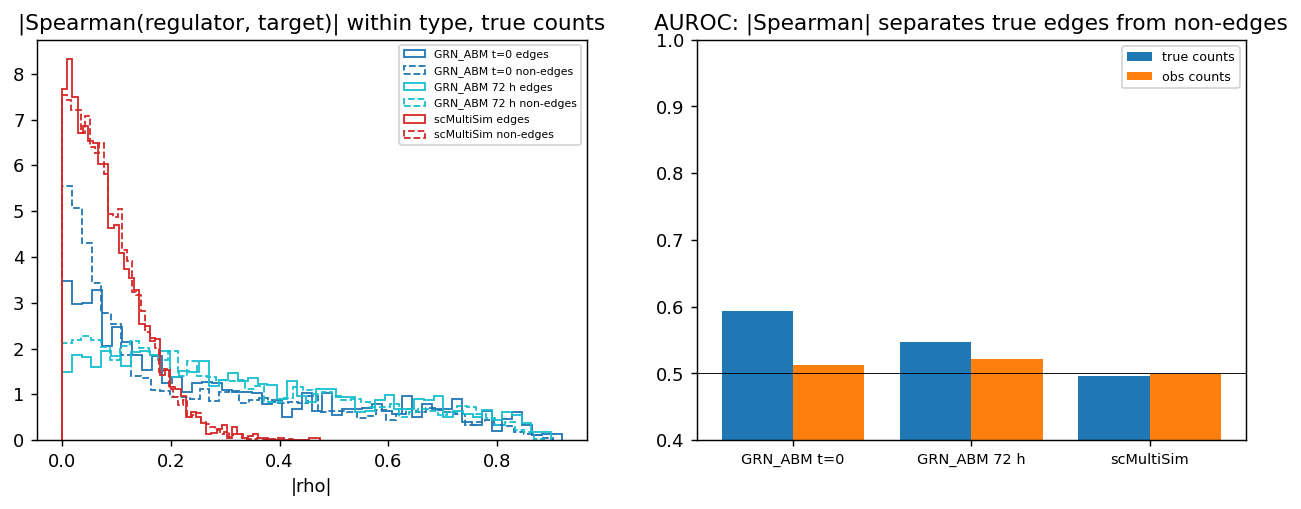 |Spearman(regulator, target)| within type, true counts
8
7
6
5
4
3
2
1
0
0.0
0.2
0.4
0.6
0.8
|rho|
GRN_ABM t=0 edges
GRN_ABM t=0 non-edges
GRN_ABM 72 h edges
GRN_ABM 72 h non-edges
scMultiSim edges
scMultiSim non-edges
AUROC: |Spearman| separates true edges from non-edges
1.0
0.9
0.8
0.7
0.6
0.5
0.4
GRN_ABM t=0
GRN_ABM 72 h
scMultiSim
true counts
obs counts